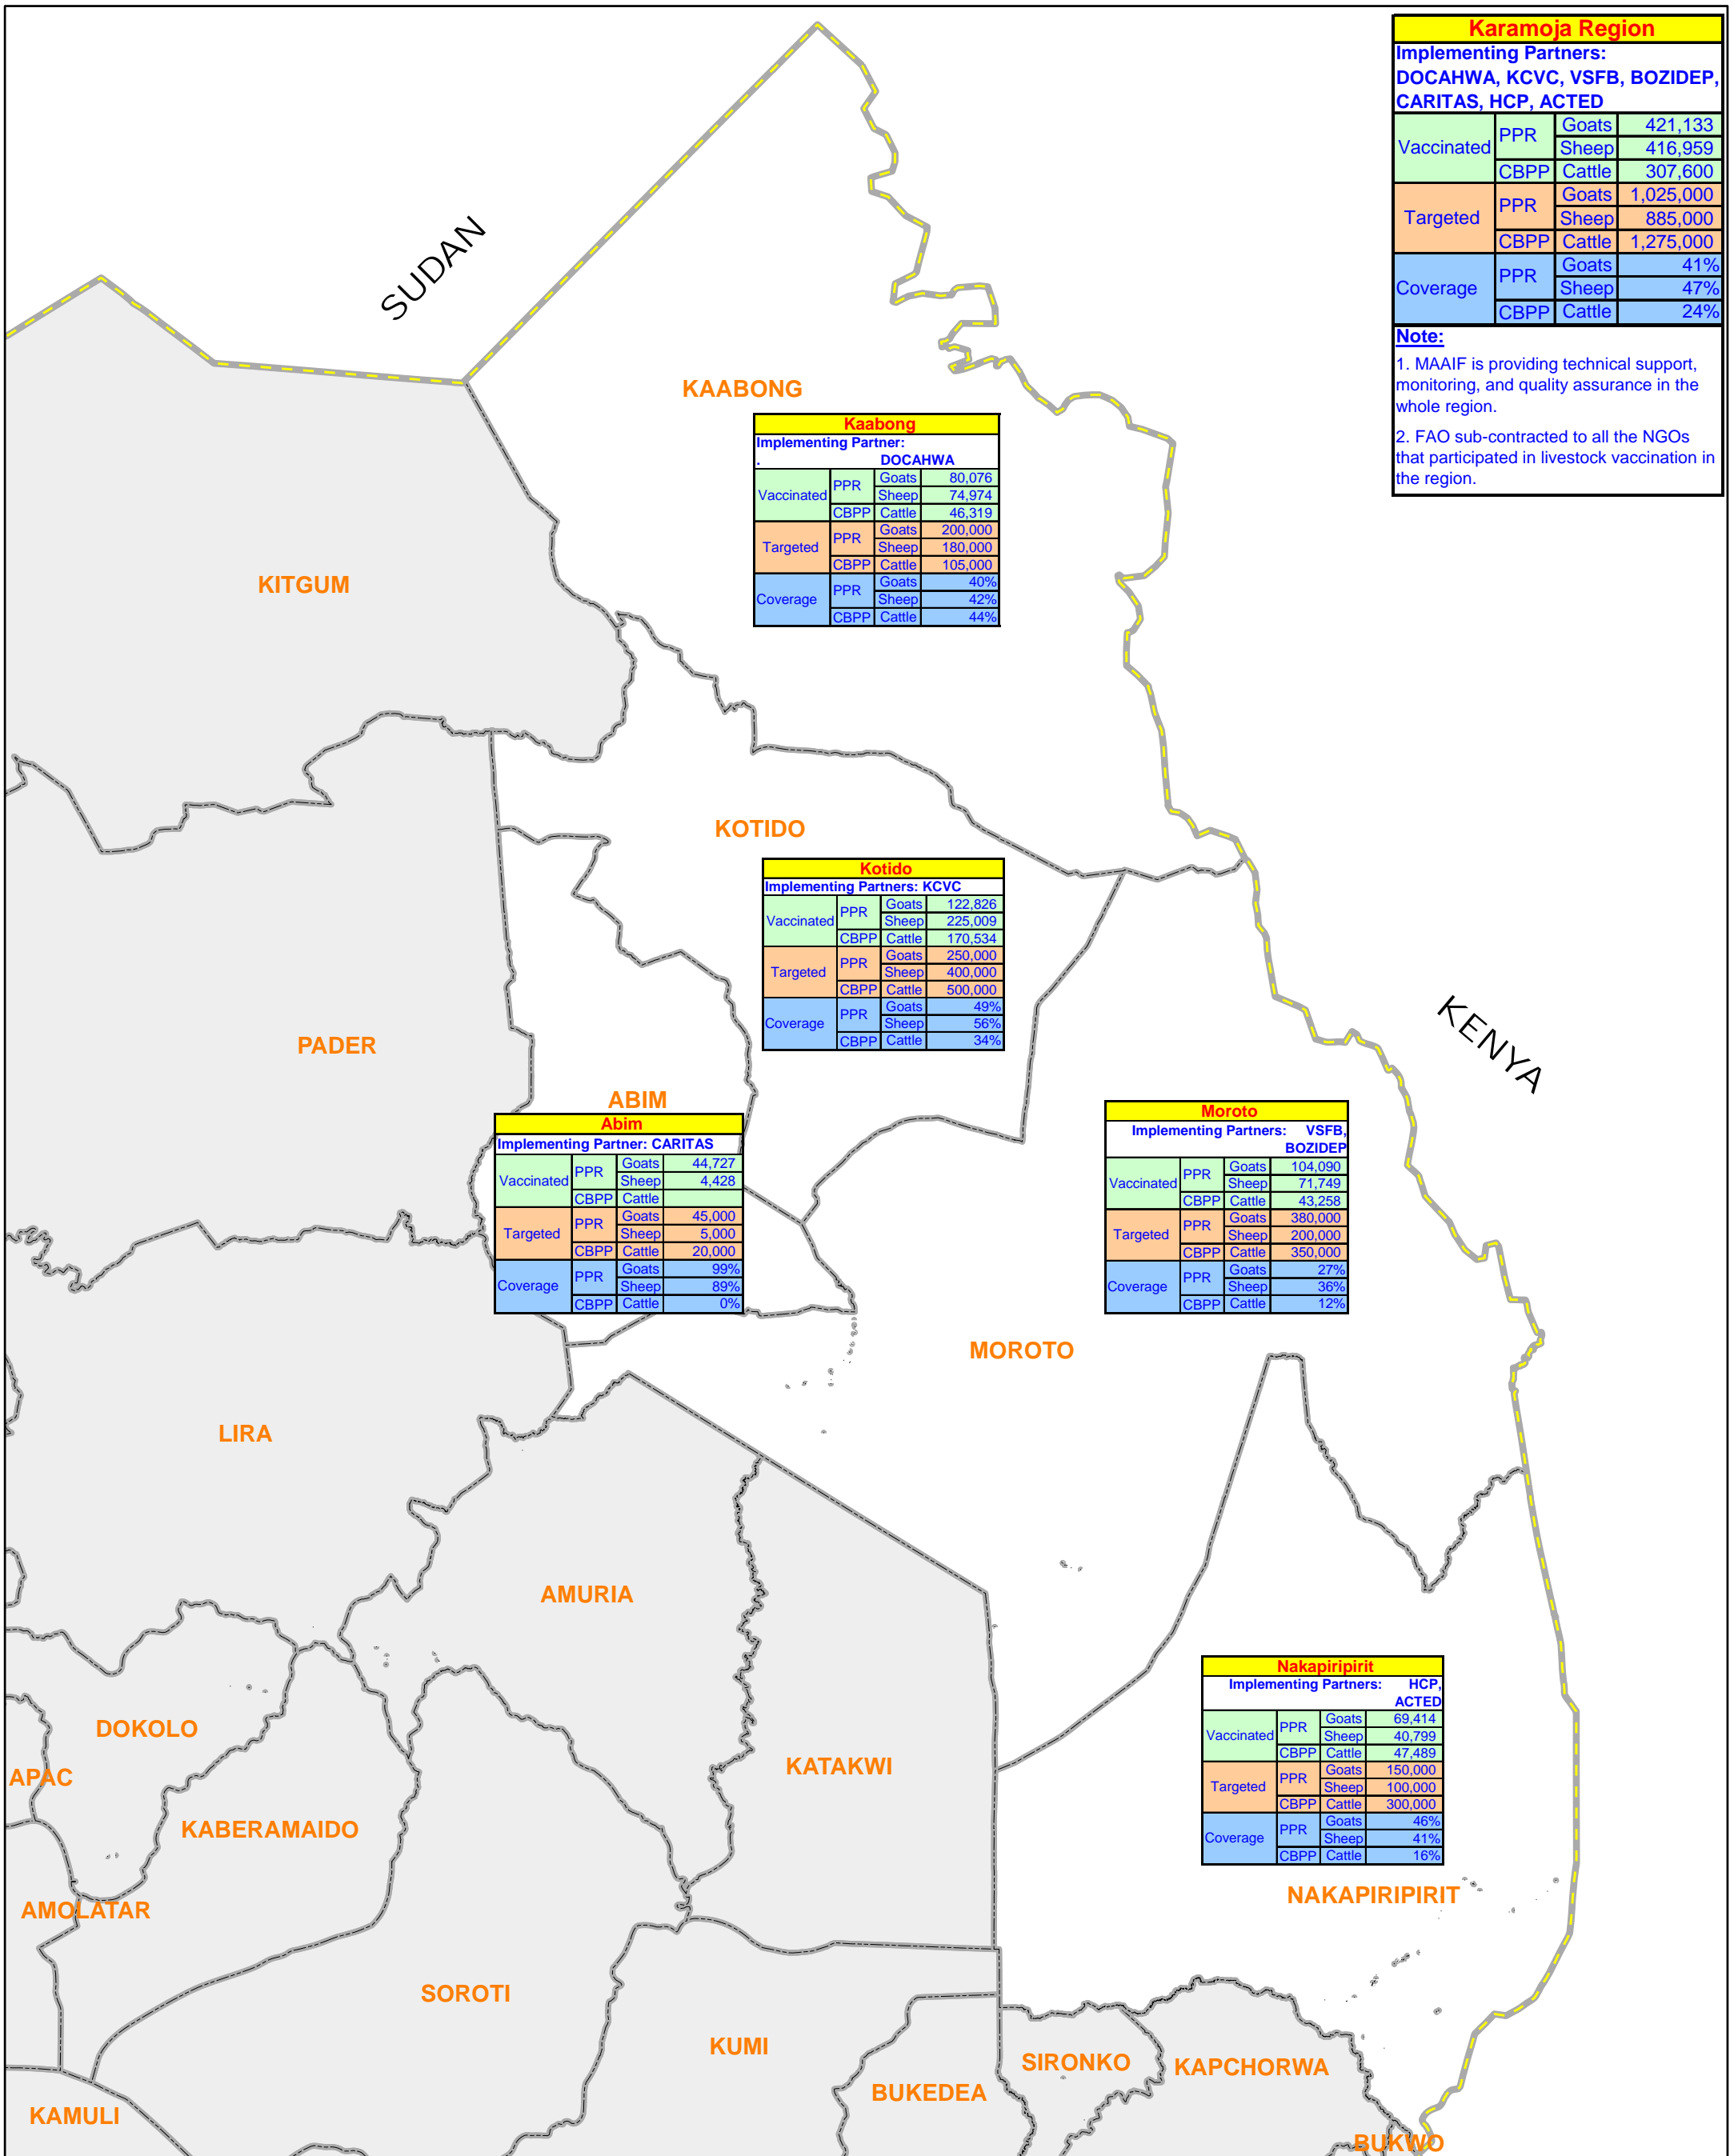 Karamoja Region
Implementing Partners:
DOCAHWA, KCVC, VSFB, BOZIDEP,
CARITAS, HCP, ACTED
Vaccinated PPR Goats 421,133
Sheep 416,959
CBPP Cattle 307,600
Targeted PPR Goats 1,025,000
Sheep 885,000
CBPP Cattle 1,275,000
Coverage PPR Goats 41%
Sheep 47%
CBPP Cattle 24%
Note:
1. MAAIF is providing technical support,
monitoring, and quality assurance in the
whole region.
2. FAO sub-contracted to all the NGOs
that participated in livestock vaccination in
the region.
SUDAN
KAABONG
Kaabong
Implementing Partner:
. DOCAHWA
Vaccinated PPR Goats 80,076
Sheep 74,974
CBPP Cattle 46,319
Targeted PPR Goats 200,000
Sheep 180,000
CBPP Cattle 105,000
Coverage PPR Goats 40%
Sheep 42%
CBPP Cattle 44%
KITGUM
KOTIDO
Kotido
Implementing Partners: KCVC
Vaccinated PPR Goats 122,826
Sheep 225,009
CBPP Cattle 170,534
Targeted PPR Goats 250,000
Sheep 400,000
CBPP Cattle 500,000
Coverage PPR Goats 49%
Sheep 56%
CBPP Cattle 34%
PADER
KENYA
ABIM
Abim
Implementing Partner: CARITAS
Vaccinated PPR Goats 44,727
Sheep 4,428
CBPP Cattle
Targeted PPR Goats 45,000
Sheep 5,000
CBPP Cattle 20,000
Coverage PPR Goats 99%
Sheep 89%
CBPP Cattle 0%
Moroto
Implementing Partners: VSFB,
BOZIDEP
Vaccinated PPR Goats 104,090
Sheep 71,749
CBPP Cattle 43,258
Targeted PPR Goats 380,000
Sheep 200,000
CBPP Cattle 350,000
Coverage PPR Goats 27%
Sheep 36%
CBPP Cattle 12%
MOROTO
LIRA
AMURIA
Nakapiripirit
Implementing Partners: HCP,
ACTED
Vaccinated PPR Goats 69,414
Sheep 40,799
CBPP Cattle 47,489
Targeted PPR Goats 150,000
Sheep 100,000
CBPP Cattle 300,000
Coverage PPR Goats 46%
Sheep 41%
CBPP Cattle 16%
DOKOLO
KATAKWI
APAC
KABERAMAIDO
NAKAPIRIPIRIT
AMOLATAR
SOROTI
KUMI
SIRONKO
KAPCHORWA
BUKEDEA
KAMULI
BUKWO